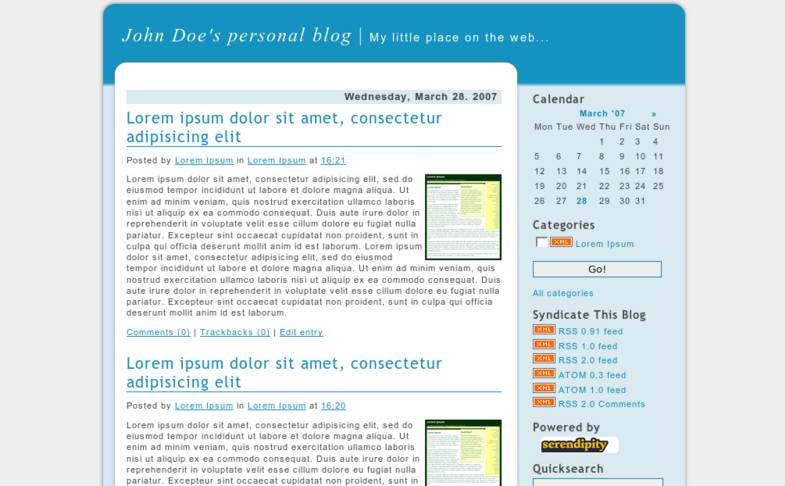 John Doe's personal blog | My little place on the web...
Wednesday, March 28. 2007
Lorem ipsum dolor sit amet, consectetur
adipisicing elit
Posted by Lorem Ipsum in Lorem Ipsum at 16:21
Lorem ipsum dolor sit amet, consectetur adipisicing elit, sed do
eiusmod tempor incididunt ut labore et dolore magna aliqua. Ut
enim ad minim veniam, quis nostrud exercitation ullamco laboris
nisi ut aliquip ex ea commodo consequat. Duis aute irure dolor in
reprehenderit in voluptate velit esse cillum dolore eu fugiat nulla
pariatur. Excepteur sint occaecat cupidatat non proident, sunt in
culpa qui officia deserunt mollit anim id est laborum. Lorem ipsum
dolor sit amet, consectetur adipisicing elit, sed do eiusmod
tempor incididunt ut labore et dolore magna aliqua. Ut enim ad minim veniam, quis
nostrud exercitation ullamco laboris nisi ut aliquip ex ea commodo consequat. Duis
aute irure dolor in reprehenderit in voluptate velit esse cillum dolore eu fugiat nulla
pariatur. Excepteur sint occaecat cupidatat non proident, sunt in culpa qui officia
deserunt mollit anim id est laborum.
Comments (0) | Trackbacks (0) | Edit entry
Lorem ipsum dolor sit amet, consectetur
adipisicing elit
Posted by Lorem Ipsum in Lorem Ipsum at 16:20
Lorem ipsum dolor sit amet, consectetur adipisicing elit, sed do
eiusmod tempor incididunt ut labore et dolore magna aliqua. Ut
enim ad minim veniam, quis nostrud exercitation ullamco laboris
nisi ut aliquip ex ea commodo consequat. Duis aute irure dolor in
reprehenderit in voluptate velit esse cillum dolore eu fugiat nulla
pariatur. Excepteur sint occaecat cupidatat non proident, sunt in
Calendar
March '07 »
Mon Tue Wed Thu Fri Sat Sun
1 2 3 4
5 6 7 8 9 10 11
12 13 14 15 16 17 18
19 20 21 22 23 24 25
26 27 28 29 30 31
Categories
XML Lorem Ipsum
Go!
All categories
Syndicate This Blog
XML RSS 0.91 feed
XML RSS 1.0 feed
XML RSS 2.0 feed
XML ATOM 0.3 feed
XML ATOM 1.0 feed
XML RSS 2.0 Comments
Powered by
serendipity
Quicksearch